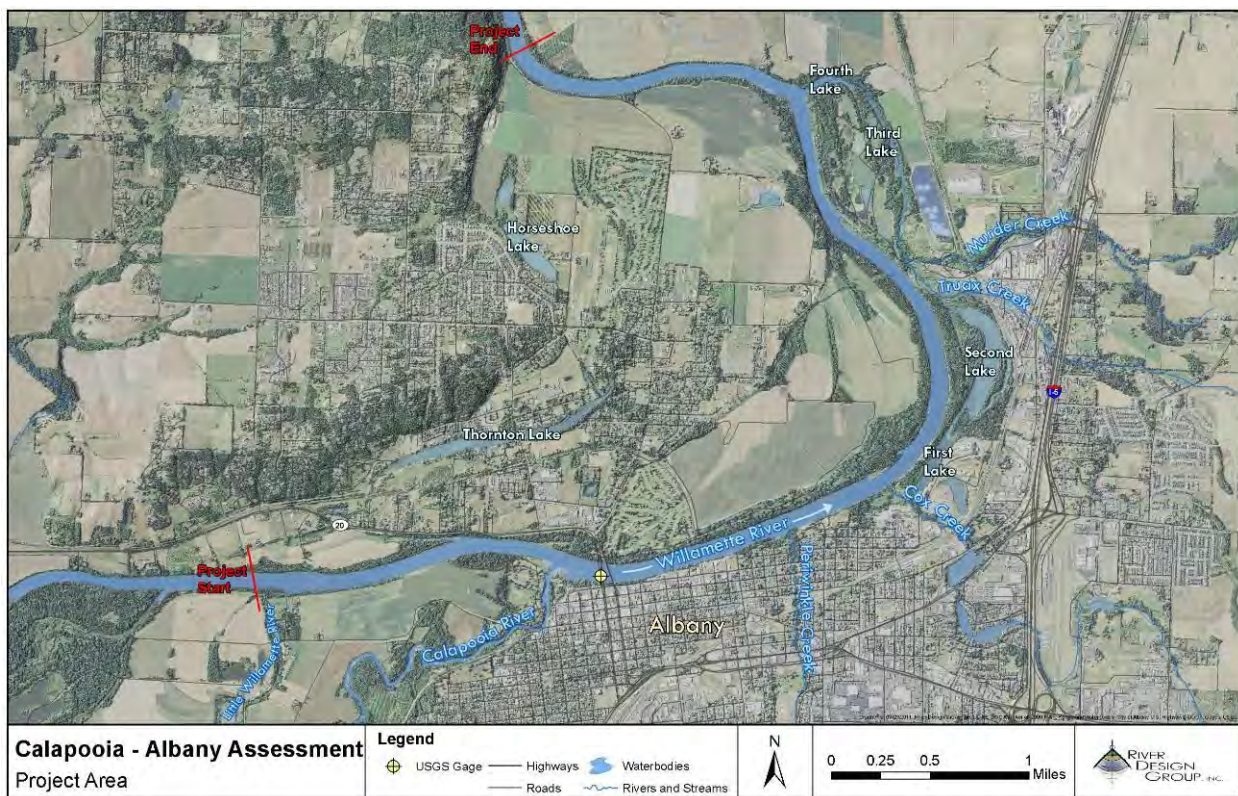 Project
End
Fourth
Lake
Third
Lake
Murder Creek
Horseshoe
Lake
Truax Creek
Second
Lake
I-5
Thornton Lake
First
Lake
Cox Creek
20
Willamette River
Project
Start
Periwinkle Creek
Calapooia River
Albany
Little Willamette River
Calapooia - Albany Assessment
Project Area
Legend
USGS Gage
Highways
Waterbodies
Roads
Rivers and Streams
N
0 0.25 0.5 1
Miles
RIVER
DESIGN
GROUP, INC.